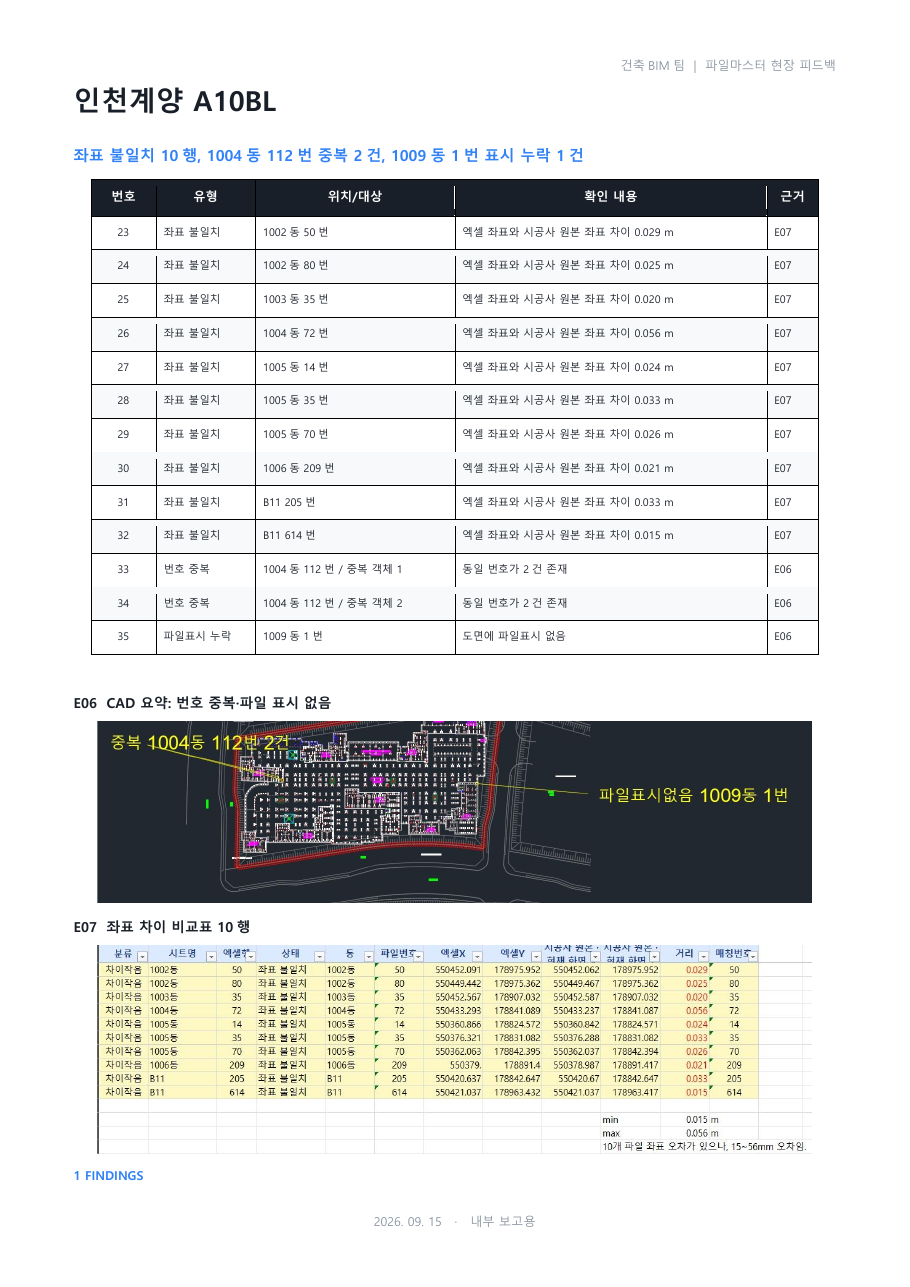 건축 BIM 팀 | 파일마스터 현장 피드백
인천계양 A10BL
좌표 불일치 10 행, 1004 동 112 번 중복 2 건, 1009 동 1 번 표시 누락 1 건
번호 유형 위치/대상 확인 내용 근거
23 좌표 불일치 1002 동 50 번 엑셀 좌표와 시공사 원본 좌표 차이 0.029 m E07
24 좌표 불일치 1002 동 80 번 엑셀 좌표와 시공사 원본 좌표 차이 0.025 m E07
25 좌표 불일치 1003 동 35 번 엑셀 좌표와 시공사 원본 좌표 차이 0.020 m E07
26 좌표 불일치 1004 동 72 번 엑셀 좌표와 시공사 원본 좌표 차이 0.056 m E07
27 좌표 불일치 1005 동 14 번 엑셀 좌표와 시공사 원본 좌표 차이 0.024 m E07
28 좌표 불일치 1005 동 35 번 엑셀 좌표와 시공사 원본 좌표 차이 0.033 m E07
29 좌표 불일치 1005 동 70 번 엑셀 좌표와 시공사 원본 좌표 차이 0.026 m E07
30 좌표 불일치 1006 동 209 번 엑셀 좌표와 시공사 원본 좌표 차이 0.021 m E07
31 좌표 불일치 B11 205 번 엑셀 좌표와 시공사 원본 좌표 차이 0.033 m E07
32 좌표 불일치 B11 614 번 엑셀 좌표와 시공사 원본 좌표 차이 0.015 m E07
33 번호 중복 1004 동 112 번 / 중복 객체 1 동일 번호가 2 건 존재 E06
34 번호 중복 1004 동 112 번 / 중복 객체 2 동일 번호가 2 건 존재 E06
35 파일표시 누락 1009 동 1 번 도면에 파일표시 없음 E06
E06 CAD 요약: 번호 중복·파일 표시 없음
중복 1004동 112번 2건
파일표시없음 1009동 1번
E07 좌표 차이 비교표 10 행
분류 시트명 엑셀행 상태 동 파일번호 엑셀X 엑셀Y 시공사 원본· 시공사 원본· 거리 매칭번호
차이작음 1002동 50 좌표 불일치 1002동 50 550452.091 178975.952 550452.062 178975.952 0.029 50
차이작음 1002동 80 좌표 불일치 1002동 80 550449.442 178975.362 550449.467 178975.362 0.025 80
차이작음 1003동 35 좌표 불일치 1003동 35 550452.567 178907.032 550452.587 178907.032 0.020 35
차이작음 1004동 72 좌표 불일치 1004동 72 550433.293 178841.089 550433.237 178841.087 0.056 72
차이작음 1005동 14 좌표 불일치 1005동 14 550360.866 178824.572 550360.842 178824.571 0.024 14
차이작음 1005동 35 좌표 불일치 1005동 35 550376.321 178831.082 550376.288 178831.082 0.033 35
차이작음 1005동 70 좌표 불일치 1005동 70 550362.063 178842.395 550362.037 178842.394 0.026 70
차이작음 1006동 209 좌표 불일치 1006동 209 550379. 178891.4 550378.987 178891.417 0.021 209
차이작음 B11 205 좌표 불일치 B11 205 550420.637 178842.647 550420.67 178842.647 0.033 205
차이작음 B11 614 좌표 불일치 B11 614 550421.037 178963.432 550421.037 178963.417 0.015 614
min 0.015 m
max 0.056 m
10개 파일 좌표 오차가 있으나, 15~56mm 오차임.
1 FINDINGS
2026. 09. 15 · 내부 보고용